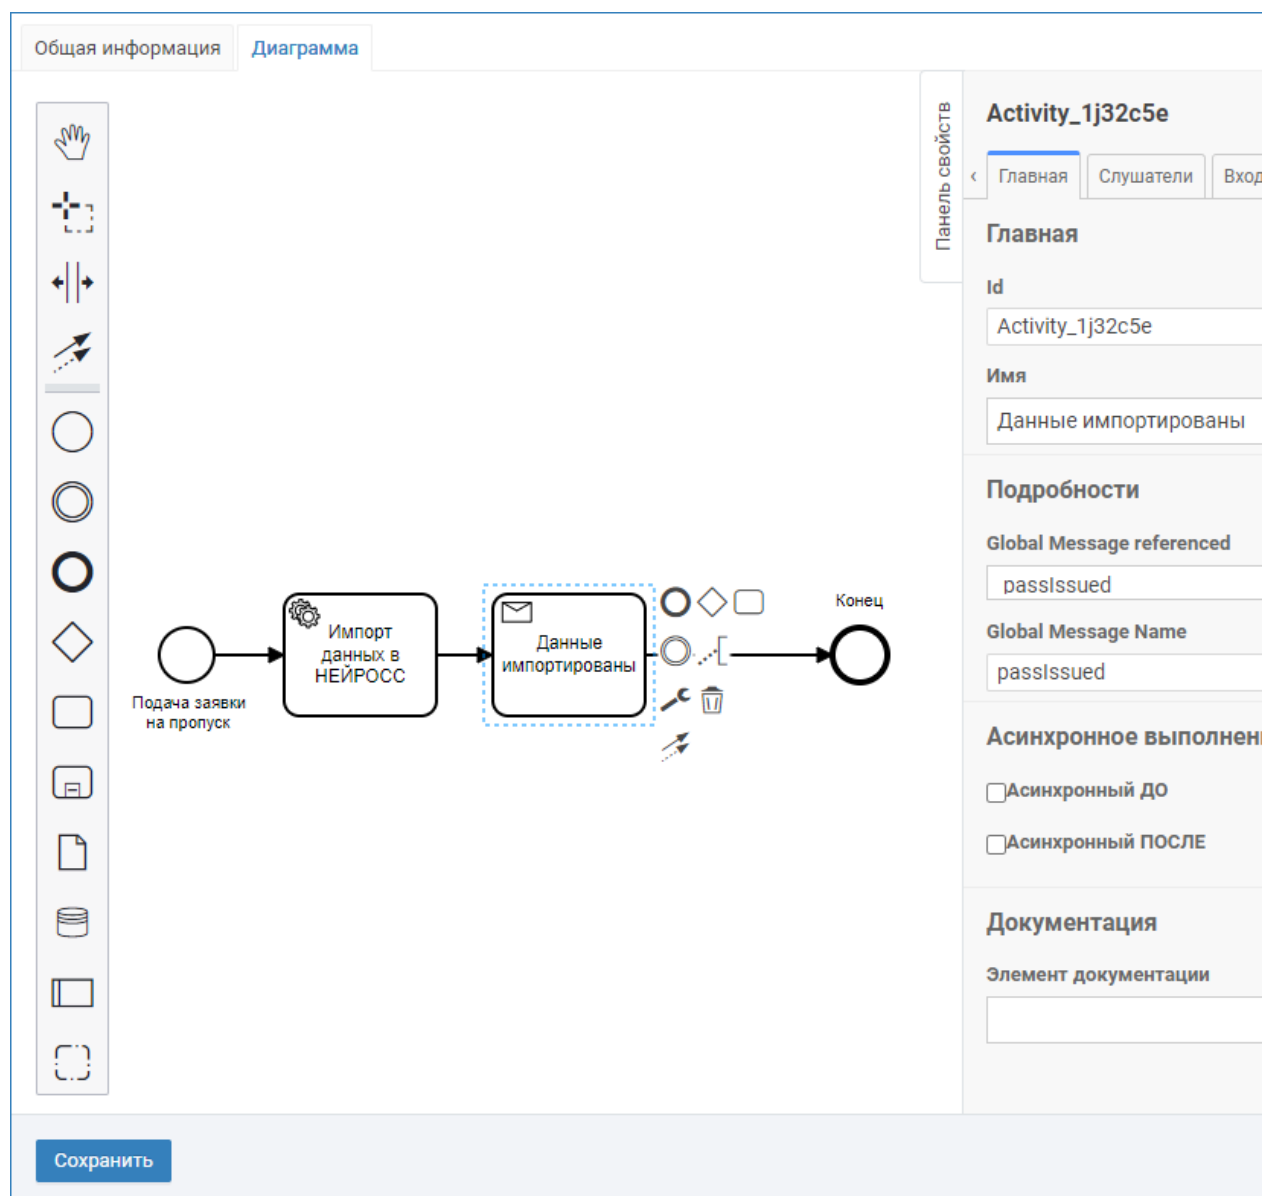 Общая информация
Диаграмма
Подача заявки
на пропуск
Импорт
данных в
НЕЙРОСС
Данные
импортированы
Конец
Панель свойств
Activity_1j32c5e
Главная
Слушатели
Вход
Главная
Id
Activity_1j32c5e
Имя
Данные импортированы
Подробности
Global Message referenced
passIssued
Global Message Name
passIssued
Асинхронное выполнен
Асинхронный ДО
Асинхронный ПОСЛЕ
Документация
Элемент документации
Сохранить